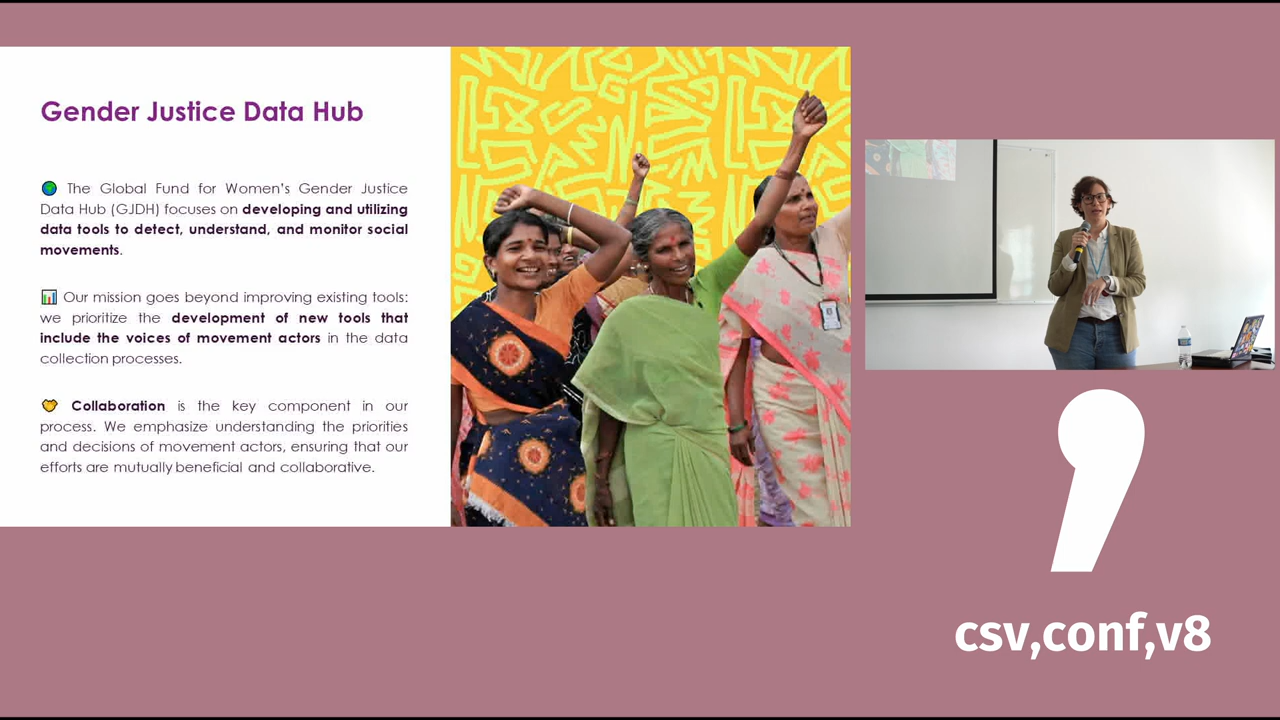 Gender Justice Data Hub
The Global Fund for Women's Gender Justice
Data Hub (GJDH) focuses on developing and utilizing
data tools to detect, understand, and monitor social
movements.
Our mission goes beyond improving existing tools:
we prioritize the development of new tools that
include the voices of movement actors in the data
collection processes.
Collaboration is the key component in our
process. We emphasize understanding the priorities
and decisions of movement actors, ensuring that our
efforts are mutually beneficial and collaborative.
,
csv,conf,v8